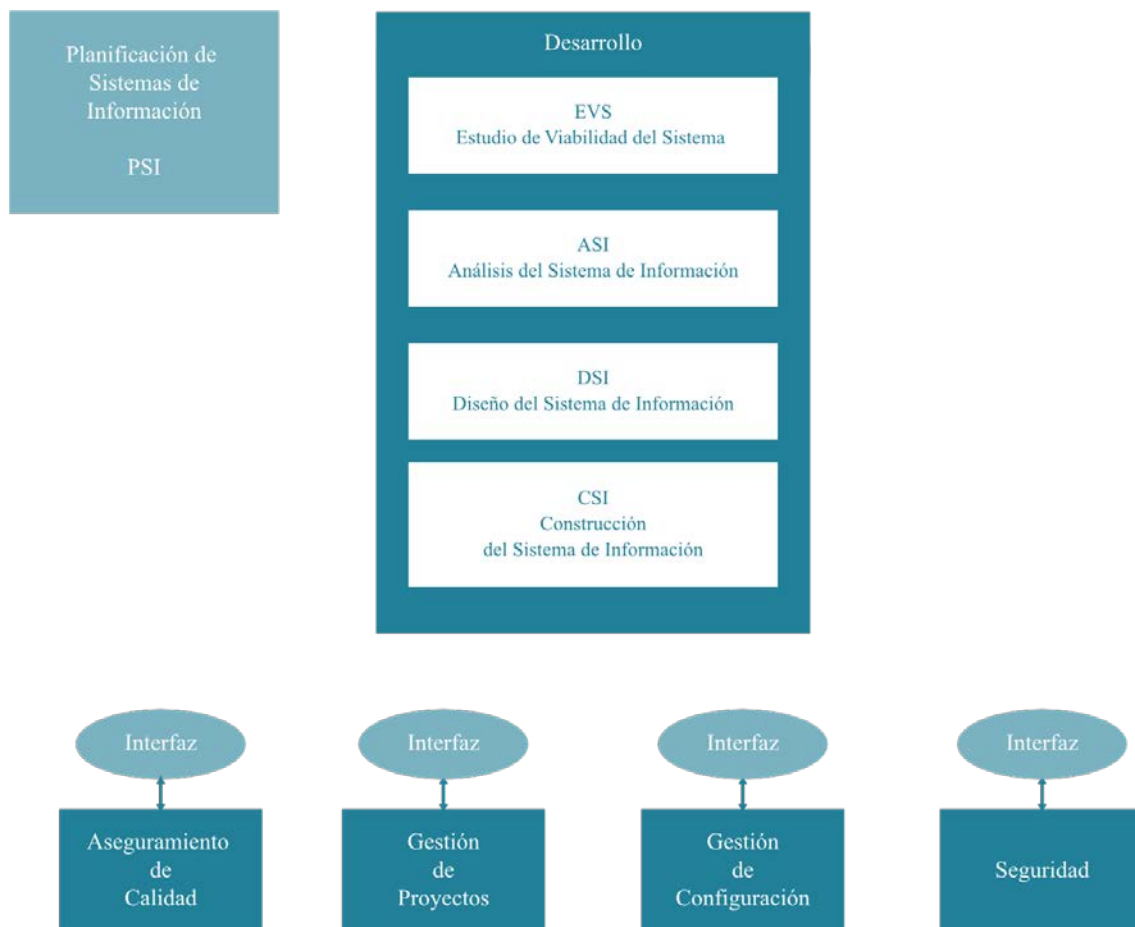 Planificación de
Sistemas de
Información
PSI
Desarrollo
EVS
Estudio de Viabilidad del Sistema
ASI
Análisis del Sistema de Información
DSI
Diseño del Sistema de Información
CSI
Construcción
del Sistema de Información
Interfaz
Interfaz
Interfaz
Interfaz
Aseguramiento
de
Calidad
Gestión
de
Proyectos
Gestión
de
Configuración
Seguridad